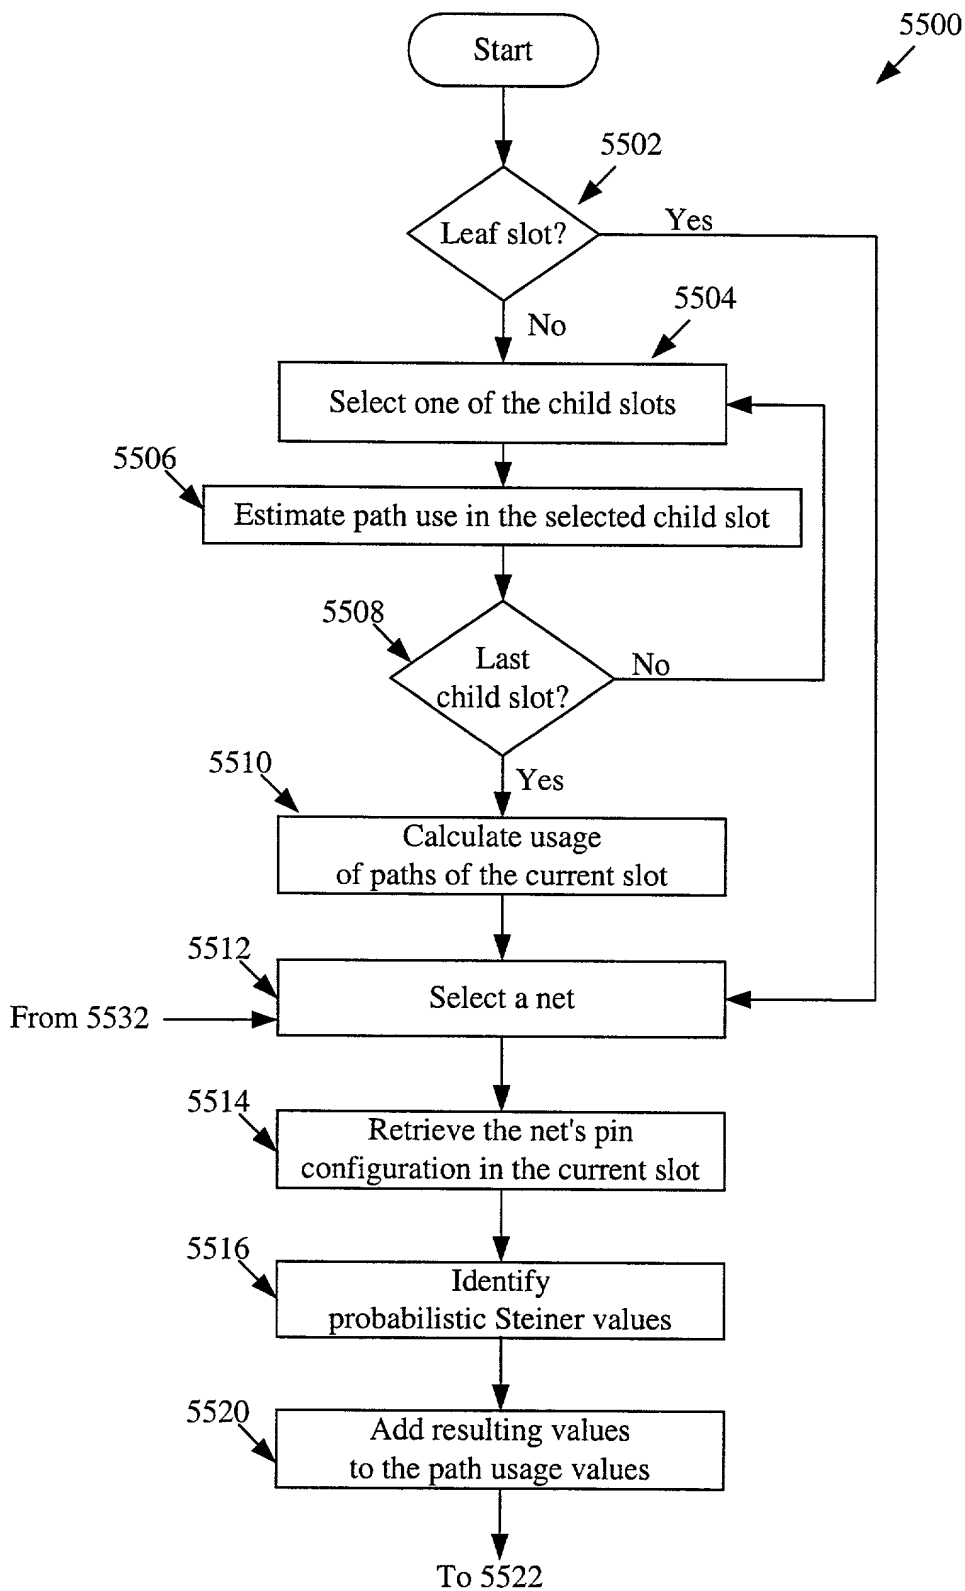 5500
Start
5502
Leaf slot?
Yes
No
5504
Select one of the child slots
5506
Estimate path use in the selected child slot
5508
Last
child slot?
No
Yes
5510
Calculate usage
of paths of the current slot
5512
Select a net
From 5532
5514
Retrieve the net's pin
configuration in the current slot
5516
Identify
probabilistic Steiner values
5520
Add resulting values
to the path usage values
To 5522